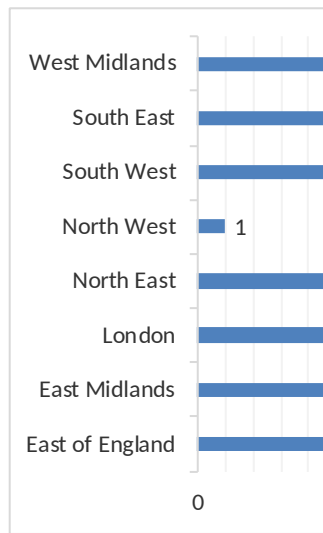 West Midlands
South East
South West
North West 1
North East
London
East Midlands
East of England
0